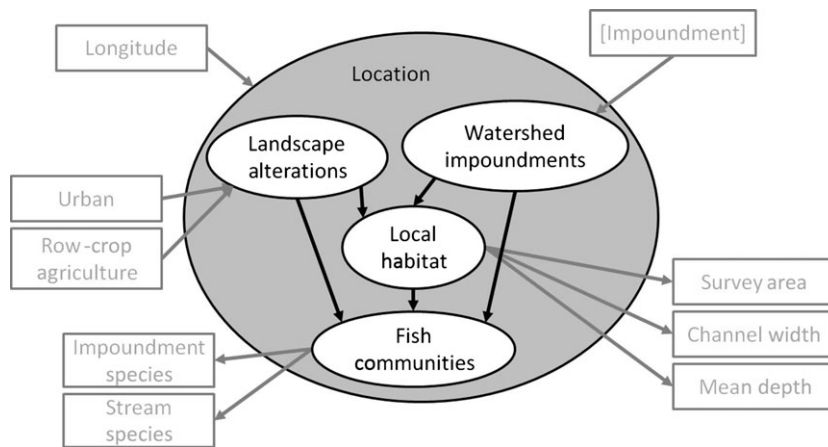 Longitude
[Impoundment]
Location
Landscape
alterations
Watershed
impoundments
Urban
Row-crop
agriculture
Local
habitat
Survey area
Channel width
Mean depth
Fish
communities
Impoundment
species
Stream
species